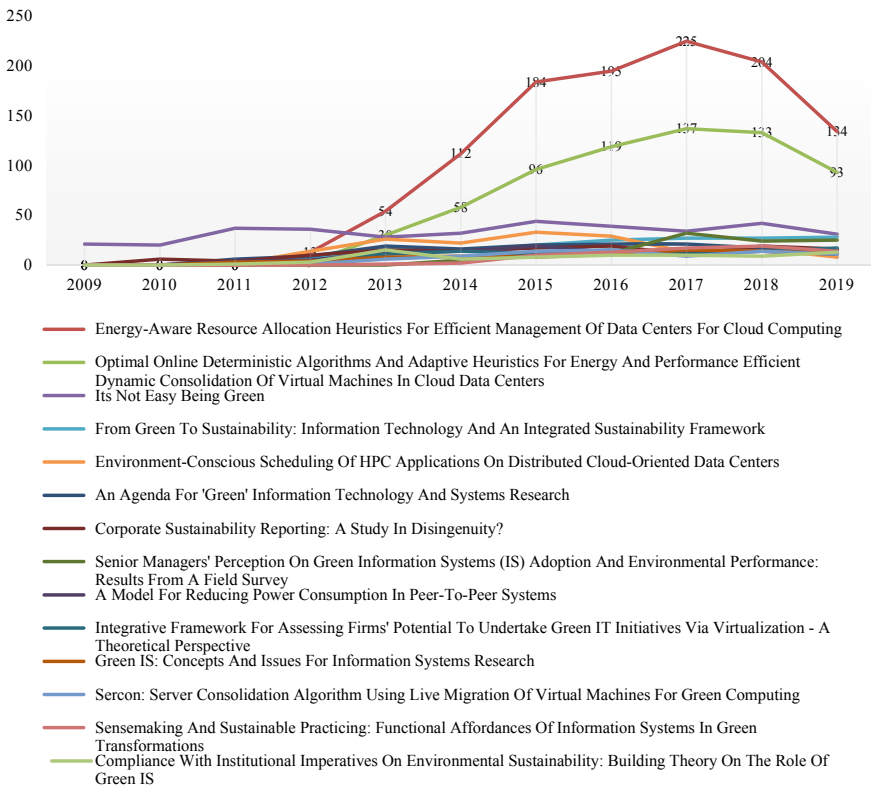 250
200
150
100
50
0
225
204
195
184
137
133
134
119
112
96
93
58
54
30
13
0
0
0
2009 2010 2011 2012 2013 2014 2015 2016 2017 2018 2019
Energy-Aware Resource Allocation Heuristics For Efficient Management Of Data Centers For Cloud Computing
Optimal Online Deterministic Algorithms And Adaptive Heuristics For Energy And Performance Efficient
Dynamic Consolidation Of Virtual Machines In Cloud Data Centers
Its Not Easy Being Green
From Green To Sustainability: Information Technology And An Integrated Sustainability Framework
Environment-Conscious Scheduling Of HPC Applications On Distributed Cloud-Oriented Data Centers
An Agenda For 'Green' Information Technology And Systems Research
Corporate Sustainability Reporting: A Study In Disingenuity?
Senior Managers' Perception On Green Information Systems (IS) Adoption And Environmental Performance:
Results From A Field Survey
A Model For Reducing Power Consumption In Peer-To-Peer Systems
Integrative Framework For Assessing Firms' Potential To Undertake Green IT Initiatives Via Virtualization - A
Theoretical Perspective
Green IS: Concepts And Issues For Information Systems Research
Sercon: Server Consolidation Algorithm Using Live Migration Of Virtual Machines For Green Computing
Sensemaking And Sustainable Practicing: Functional Affordances Of Information Systems In Green
Transformations
Compliance With Institutional Imperatives On Environmental Sustainability: Building Theory On The Role Of
Green IS